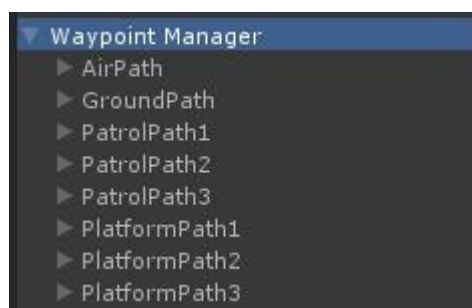 Waypoint Manager
AirPath
GroundPath
PatrolPath1
PatrolPath2
PatrolPath3
PlatformPath1
PlatformPath2
PlatformPath3